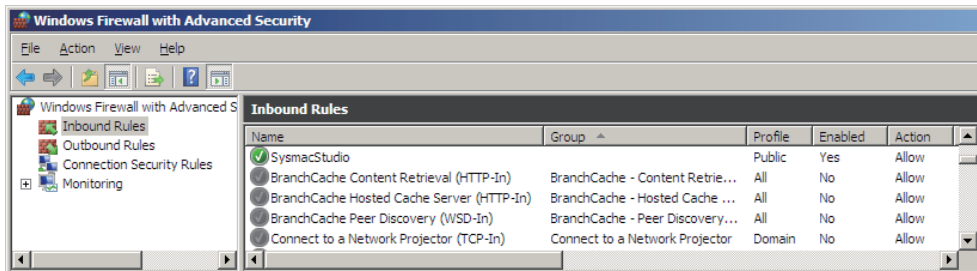 Windows Firewall with Advanced Security
File Action View Help
Windows Firewall with Advanced S
Inbound Rules
Outbound Rules
Connection Security Rules
Monitoring
Inbound Rules
Name Group Profile Enabled Action
SysmacStudio Public Yes Allow
BranchCache Content Retrieval (HTTP-In) BranchCache - Content Retrie... All No Allow
BranchCache Hosted Cache Server (HTTP-In) BranchCache - Hosted Cache ... All No Allow
BranchCache Peer Discovery (WSD-In) BranchCache - Peer Discovery... All No Allow
Connect to a Network Projector (TCP-In) Connect to a Network Projector Domain No Allow